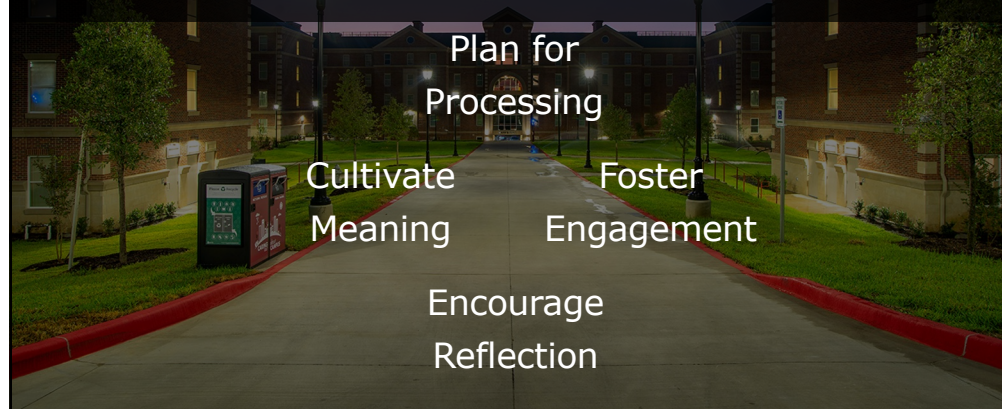 Plan for
Processing
Cultivate
Meaning
Foster
Engagement
Encourage
Reflection